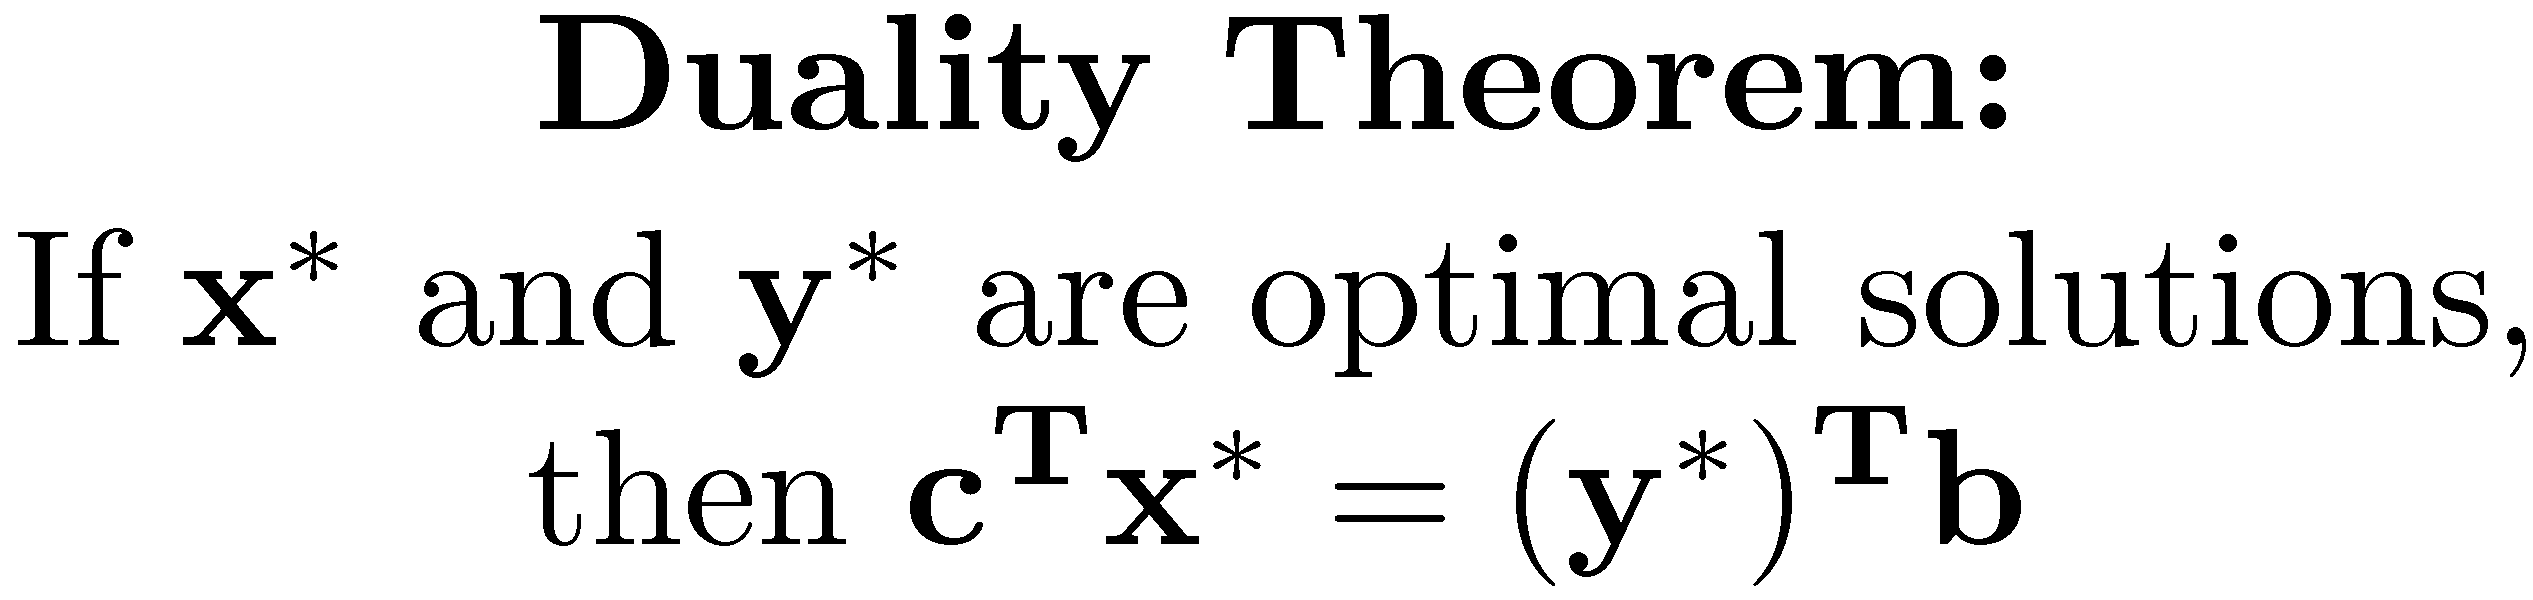 Duality Theorem:
If x* and y* are optimal solutions,
then cᵀx* = (y*)ᵀb